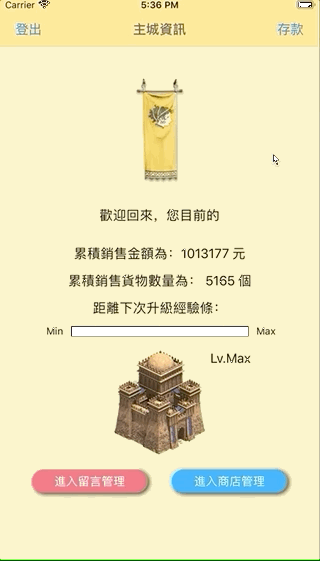 Carrier 5:36 PM
登出 主城資訊 存款
歡迎回來，您目前的
累積銷售金額為：1013177 元
累積銷售貨物數量為： 5165 個
距離下次升級經驗條：
Min Max
Lv.Max
進入留言管理 進入商店管理